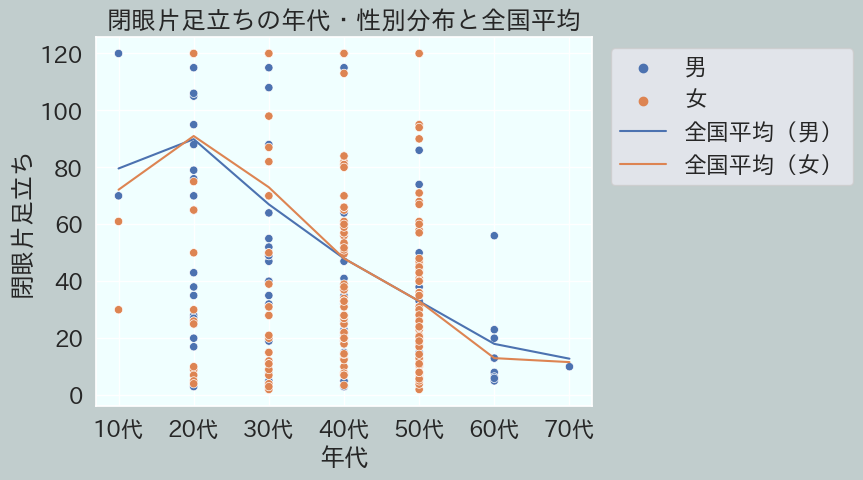 閉眼片足立ちの年代・性別分布と全国平均
閉眼片足立ち
120
100
80
60
40
20
0
10代 20代 30代 40代 50代 60代 70代
年代
男
女
全国平均（男）
全国平均（女）